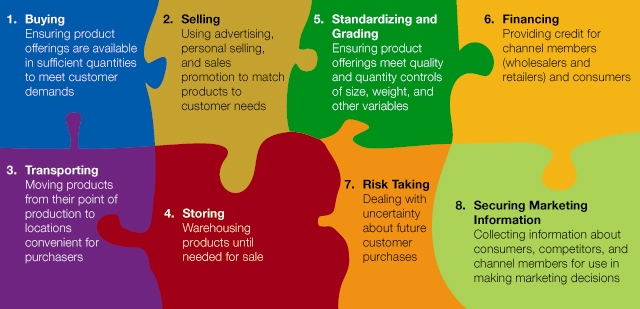 1. Buying
Ensuring product
offerings are available
in sufficient quantities
to meet customer
demands
2. Selling
Using advertising,
personal selling,
and sales
promotion to match
products to
customer needs
5. Standardizing and
Grading
Ensuring product
offerings meet quality
and quantity controls
of size, weight, and
other variables
6. Financing
Providing credit for
channel members
(wholesalers and
retailers) and consumers
3. Transporting
Moving products
from their point of
production to
locations
convenient for
purchasers
4. Storing
Warehousing
products until
needed for sale
7. Risk Taking
Dealing with
uncertainty
about future
customer
purchases
8. Securing Marketing
Information
Collecting information about
consumers, competitors, and
channel members for use in
making marketing decisions